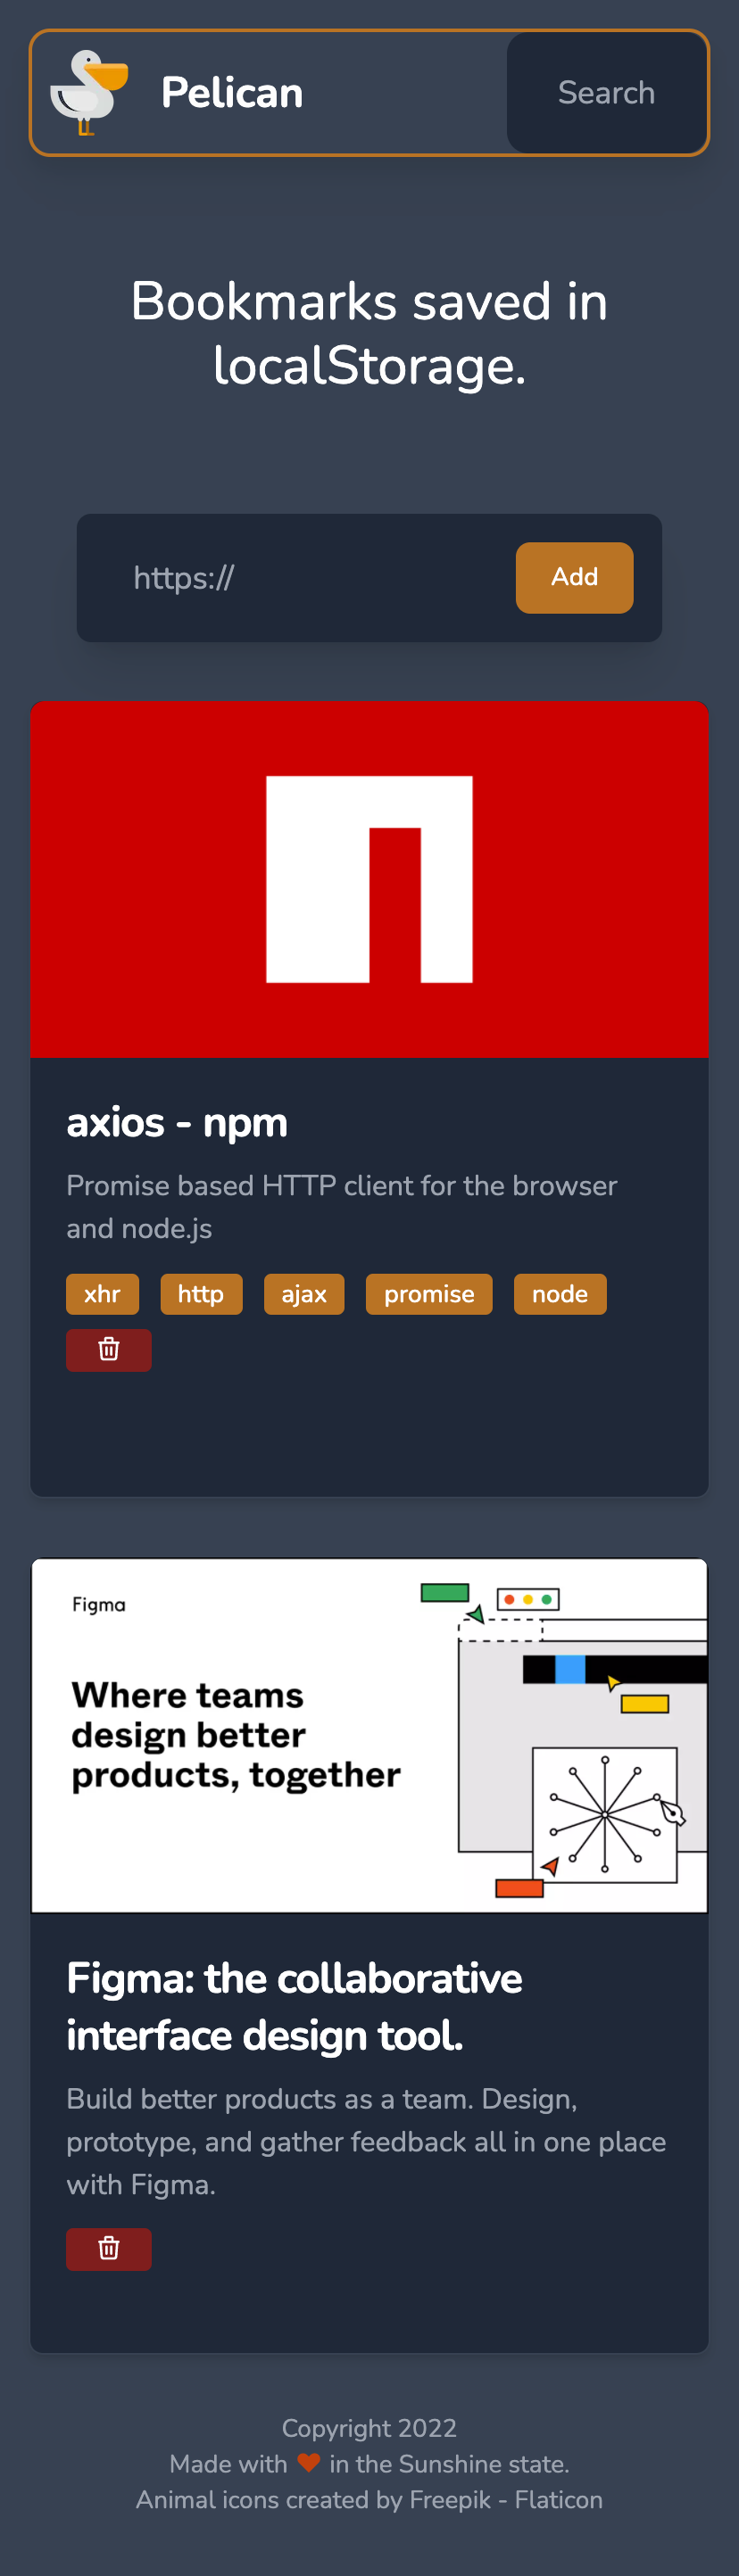 Pelican
Search
Bookmarks saved in
localStorage.
https://
Add
axios - npm
Promise based HTTP client for the browser
and node.js
xhr http ajax promise node
Figma
Where teams
design better
products, together
Figma: the collaborative
interface design tool.
Build better products as a team. Design,
prototype, and gather feedback all in one place
with Figma.
Copyright 2022
Made with ❤ in the Sunshine state.
Animal icons created by Freepik - Flaticon